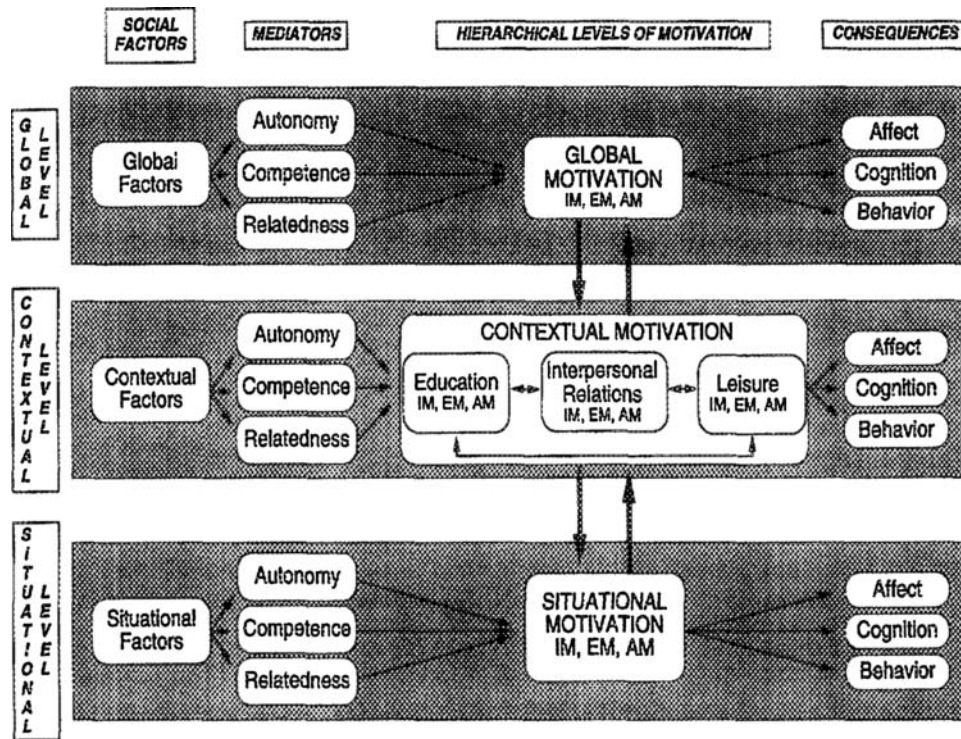 SOCIAL
FACTORS
MEDIATORS
HIERARCHICAL LEVELS OF MOTIVATION
CONSEQUENCES
GLOBAL
LEVEL
Global
Factors
Autonomy
Competence
Relatedness
GLOBAL
MOTIVATION
IM, EM, AM
Affect
Cognition
Behavior
CONTEXTUAL
LEVEL
Contextual
Factors
Autonomy
Competence
Relatedness
CONTEXTUAL MOTIVATION
Education
IM, EM, AM
Interpersonal
Relations
IM, EM, AM
Leisure
IM, EM, AM
Affect
Cognition
Behavior
SITUATIONAL
LEVEL
Situational
Factors
Autonomy
Competence
Relatedness
SITUATIONAL
MOTIVATION
IM, EM, AM
Affect
Cognition
Behavior